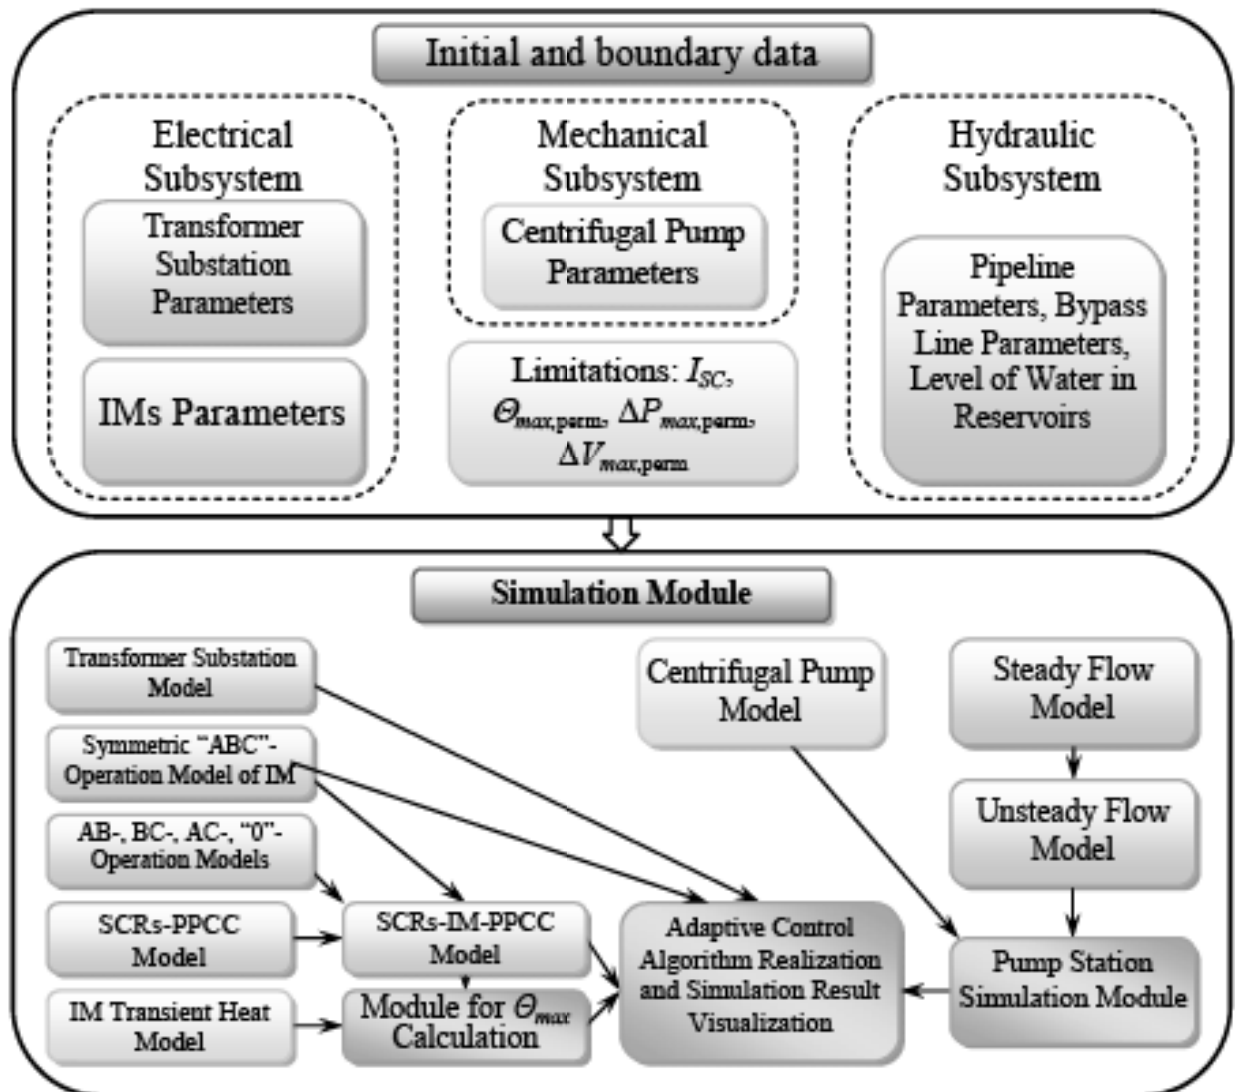 Initial and boundary data
Electrical
Subsystem
Transformer
Substation
Parameters
IMs Parameters
Mechanical
Subsystem
Centrifugal Pump
Parameters
Limitations: I_SC,
Θ_max,perm, ΔP_max,perm,
ΔV_max,perm
Hydraulic
Subsystem
Pipeline
Parameters, Bypass
Line Parameters,
Level of Water in
Reservoirs
Simulation Module
Transformer Substation
Model
Symmetric “ABC”-
Operation Model of IM
AB-, BC-, AC-, “0”-
Operation Models
SCRs-PPCC
Model
IM Transient Heat
Model
SCRs-IM-PPCC
Model
Module for Θ_max
Calculation
Centrifugal Pump
Model
Adaptive Control
Algorithm Realization
and Simulation Result
Visualization
Steady Flow
Model
Unsteady Flow
Model
Pump Station
Simulation Module